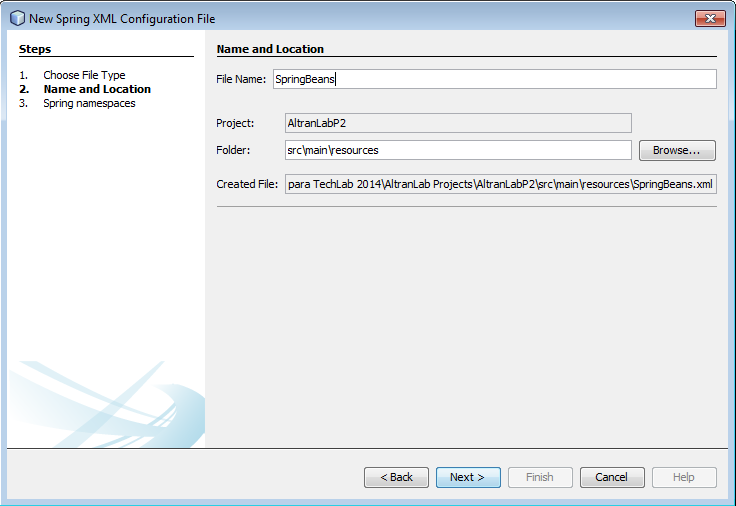 New Spring XML Configuration File
Steps
1. Choose File Type
2. Name and Location
3. Spring namespaces
Name and Location
File Name: SpringBeans
Project: AltranLabP2
Folder: src\main\resources Browse...
Created File: para TechLab 2014\AltranLab Projects\AltranLabP2\src\main\resources\SpringBeans.xml
< Back Next > Finish Cancel Help